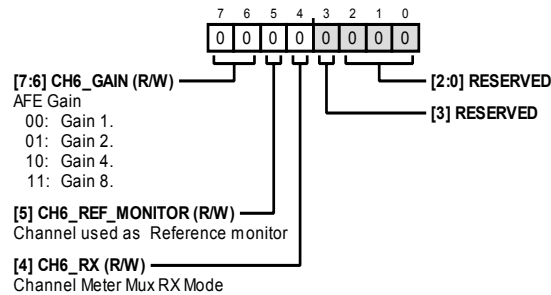 7 6 5 4 3 2 1 0
0 0 0 0 0 0 0 0
[7:6] CH6_GAIN (R/W)
AFE Gain
00: Gain 1.
01: Gain 2.
10: Gain 4.
11: Gain 8.
[5] CH6_REF_MONITOR (R/W)
Channel used as Reference monitor
[4] CH6_RX (R/W)
Channel Meter Mux RX Mode
[2:0] RESERVED
[3] RESERVED